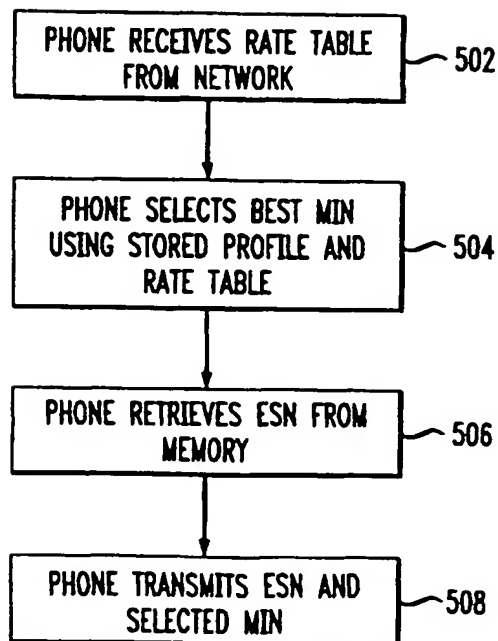 PHONE RECEIVES RATE TABLE
FROM NETWORK
502
PHONE SELECTS BEST MIN
USING STORED PROFILE AND
RATE TABLE
504
PHONE RETRIEVES ESN FROM
MEMORY
506
PHONE TRANSMITS ESN AND
SELECTED MIN
508